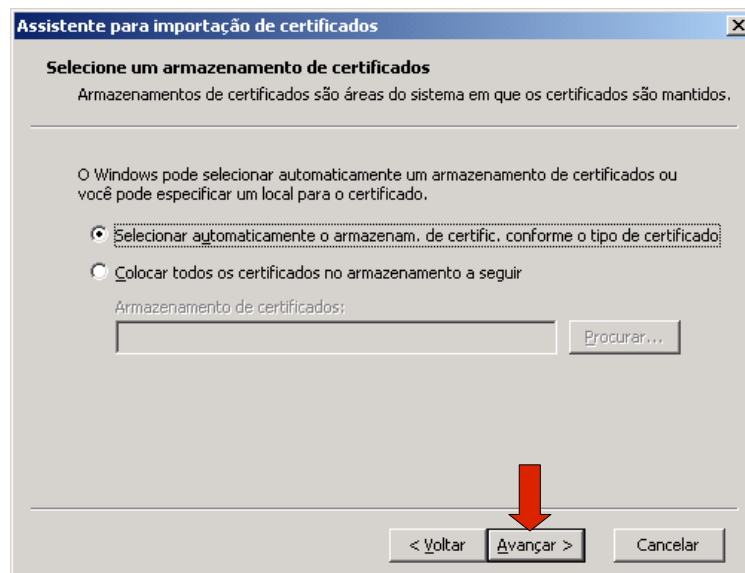 Assistente para importação de certificados
Selecione um armazenamento de certificados
Armazenamentos de certificados são áreas do sistema em que os certificados são mantidos.
O Windows pode selecionar automaticamente um armazenamento de certificados ou
você pode especificar um local para o certificado.
Selecionar automaticamente o armazenam. de certific. conforme o tipo de certificado
Colocar todos os certificados no armazenamento a seguir
Armazenamento de certificados:
Procurar...
< Voltar Avançar > Cancelar